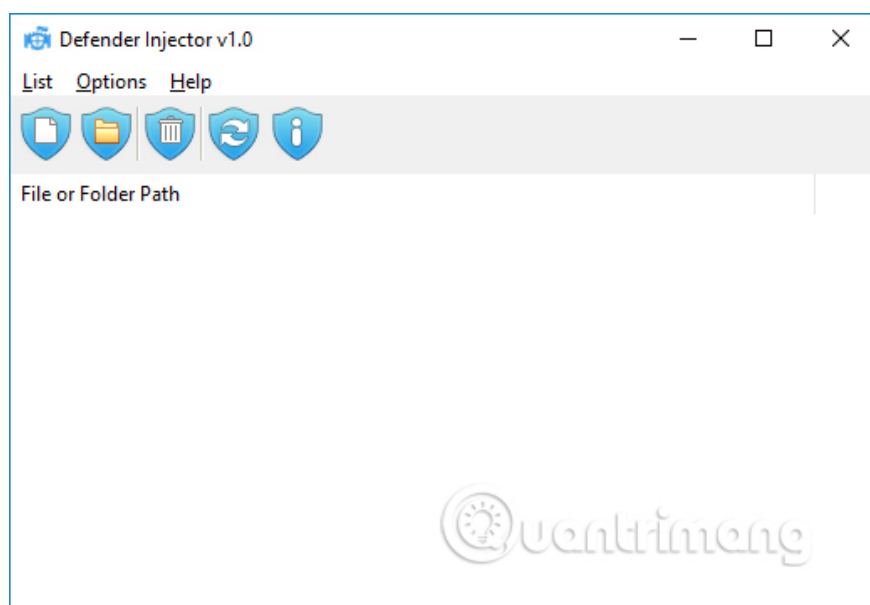 Defender Injector v1.0
List Options Help
File or Folder Path
Quantrimang